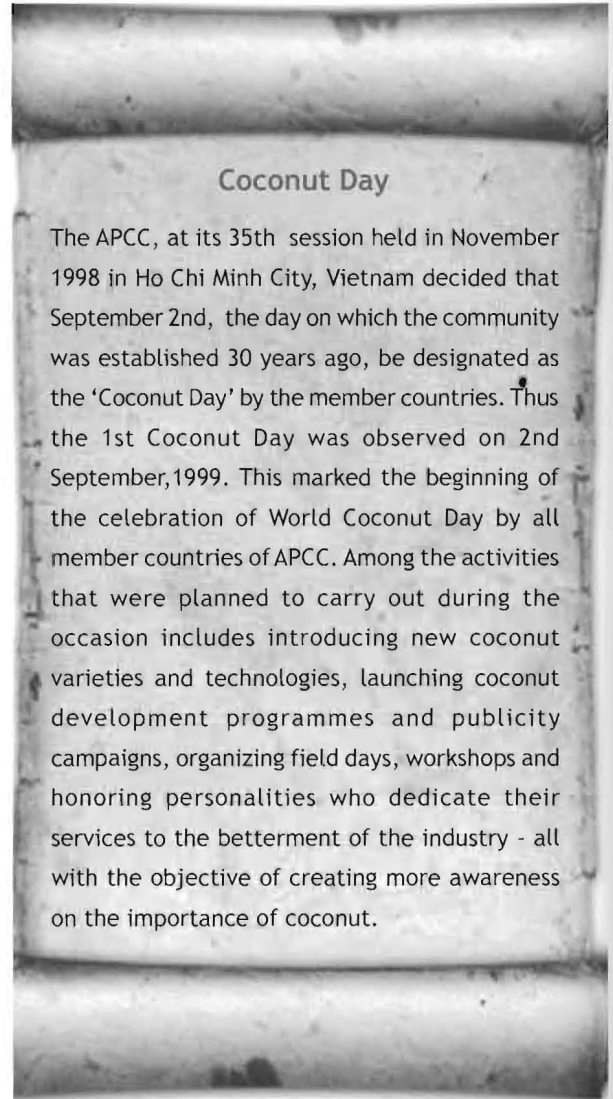 Coconut Day
The APCC, at its 35th session held in November
1998 in Ho Chi Minh City, Vietnam decided that
September 2nd, the day on which the community
was established 30 years ago, be designated as
the 'Coconut Day' by the member countries. Thus
the 1st Coconut Day was observed on 2nd
September,1999. This marked the beginning of
the celebration of World Coconut Day by all
member countries of APCC. Among the activities
that were planned to carry out during the
occasion includes introducing new coconut
varieties and technologies, launching coconut
development programmes and publicity
campaigns, organizing field days, workshops and
honoring personalities who dedicate their
services to the betterment of the industry - all
with the objective of creating more awareness
on the importance of coconut.